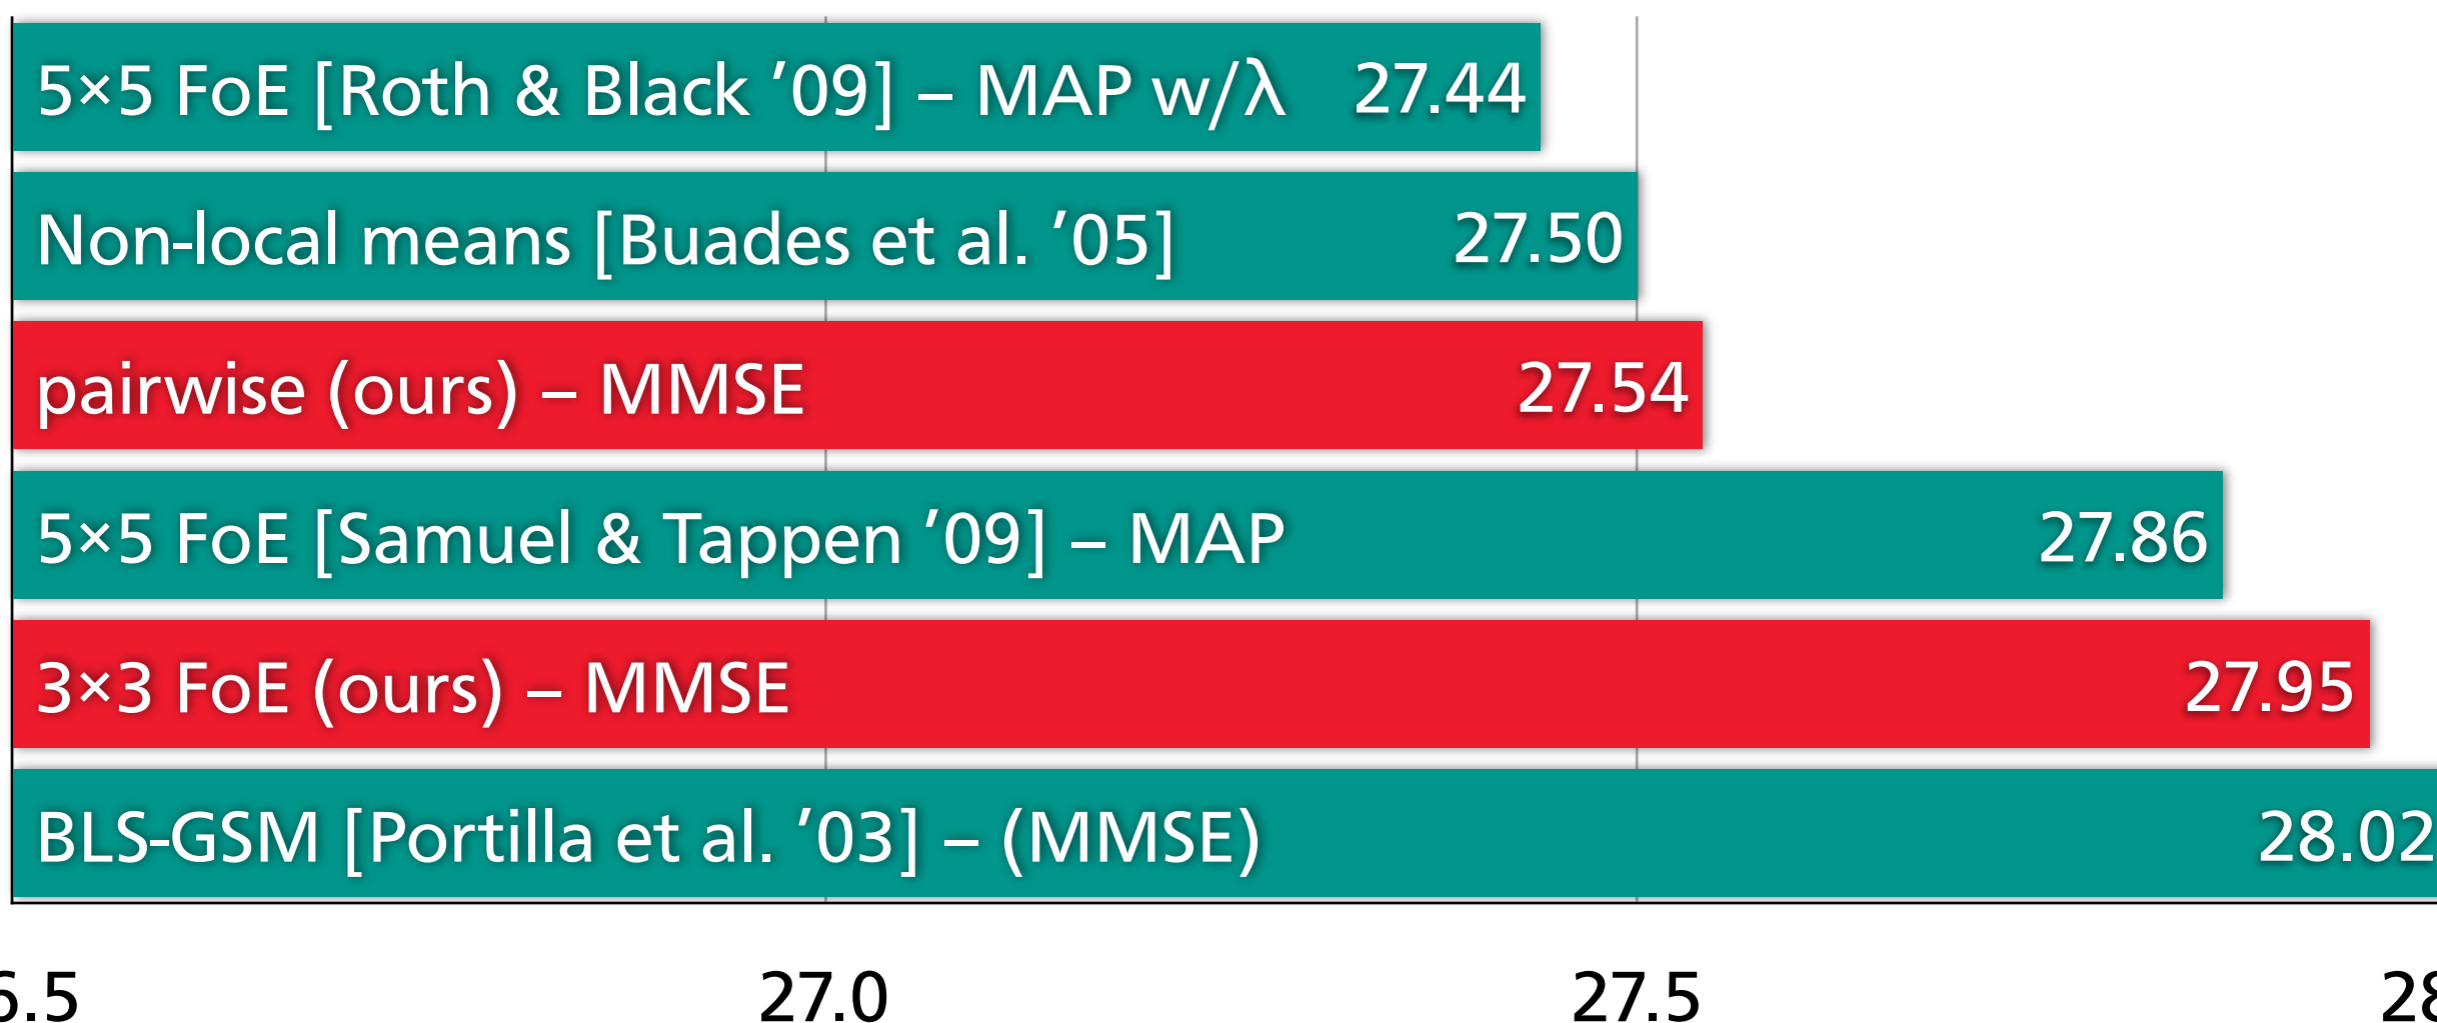 5×5 FoE [Roth & Black ’09] – MAP w/λ 27.44
Non-local means [Buades et al. ’05] 27.50
pairwise (ours) – MMSE 27.54
5×5 FoE [Samuel & Tappen ’09] – MAP 27.86
3×3 FoE (ours) – MMSE 27.95
BLS-GSM [Portilla et al. ’03] – (MMSE) 28.02
27.0 27.5